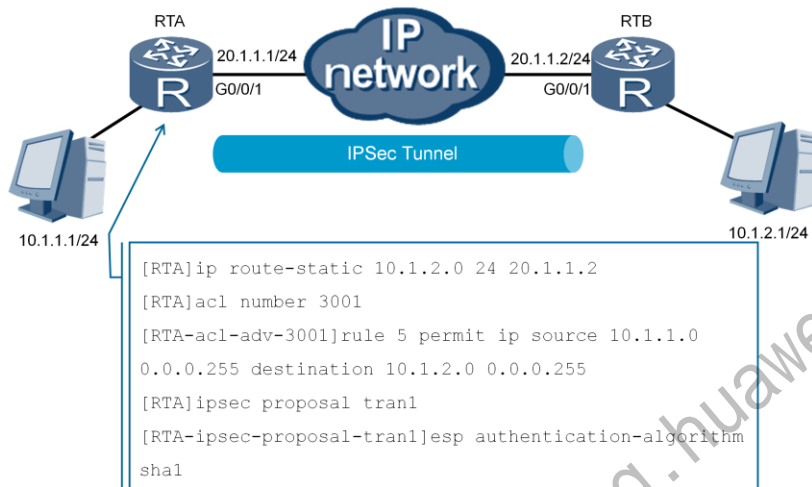 RTA
RTB
IP
network
20.1.1.1/24
20.1.1.2/24
G0/0/1
G0/0/1
R
R
IPSec Tunnel
10.1.1.1/24
10.1.2.1/24
[RTA]ip route-static 10.1.2.0 24 20.1.1.2
[RTA]acl number 3001
[RTA-acl-adv-3001]rule 5 permit ip source 10.1.1.0
0.0.0.255 destination 10.1.2.0 0.0.0.255
[RTA]ipsec proposal tran1
[RTA-ipsec-proposal-tran1]esp authentication-algorithm
sha1